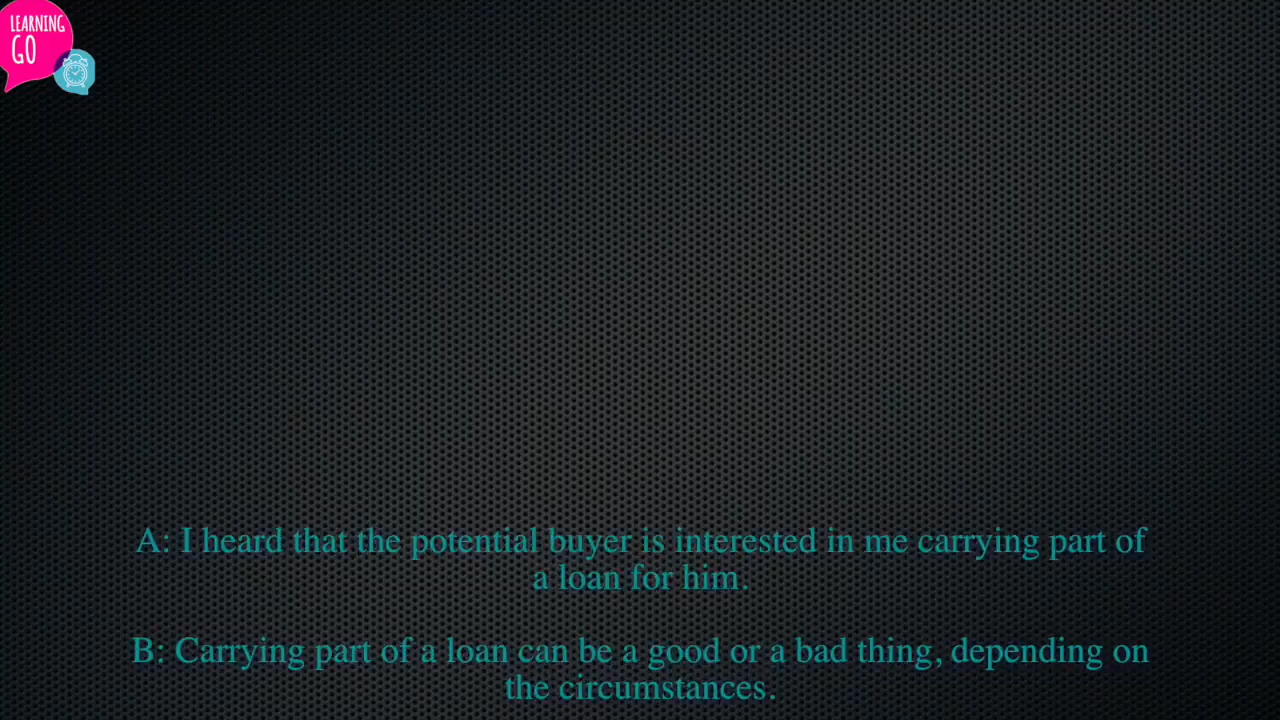 LEARNING
GO
A: I heard that the potential buyer is interested in me carrying part of
a loan for him.
B: Carrying part of a loan can be a good or a bad thing, depending on
the circumstances.